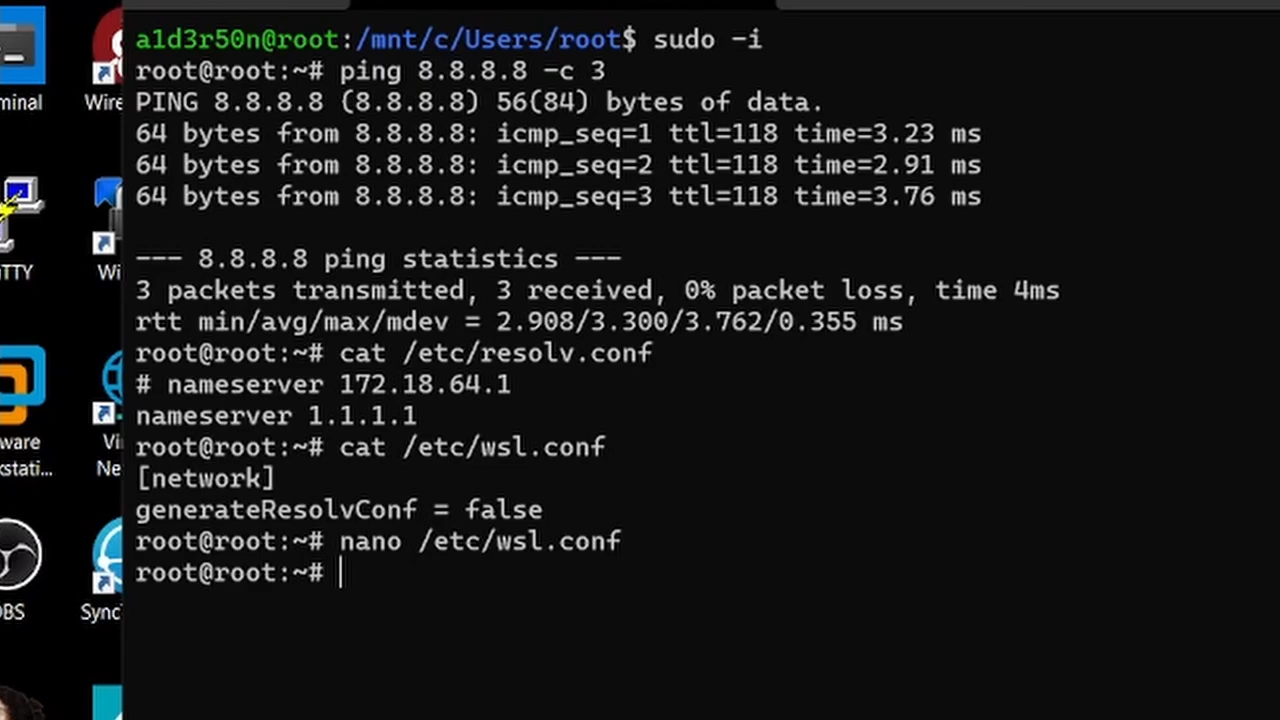 a1d3r50n@root:/mnt/c/Users/root$ sudo -i
root@root:~# ping 8.8.8.8 -c 3
PING 8.8.8.8 (8.8.8.8) 56(84) bytes of data.
64 bytes from 8.8.8.8: icmp_seq=1 ttl=118 time=3.23 ms
64 bytes from 8.8.8.8: icmp_seq=2 ttl=118 time=2.91 ms
64 bytes from 8.8.8.8: icmp_seq=3 ttl=118 time=3.76 ms
--- 8.8.8.8 ping statistics ---
3 packets transmitted, 3 received, 0% packet loss, time 4ms
rtt min/avg/max/mdev = 2.908/3.300/3.762/0.355 ms
root@root:~# cat /etc/resolv.conf
# nameserver 172.18.64.1
nameserver 1.1.1.1
root@root:~# cat /etc/wsl.conf
[network]
generateResolvConf = false
root@root:~# nano /etc/wsl.conf
root@root:~#
minal
Wire
TTY
Wi
ware
kstati...
Vi
Ne
OBS
Sync